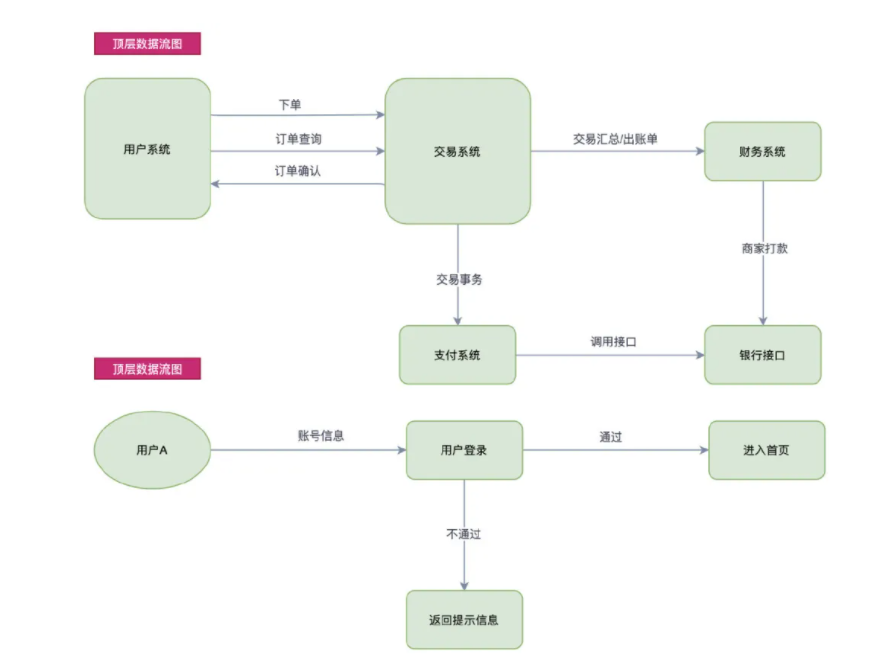 顶层数据流图
下单
用户系统
订单查询
订单确认
交易系统
交易汇总/出账单
财务系统
交易事务
商家打款
支付系统
调用接口
银行接口
顶层数据流图
用户A
账号信息
用户登录
通过
进入首页
不通过
返回提示信息